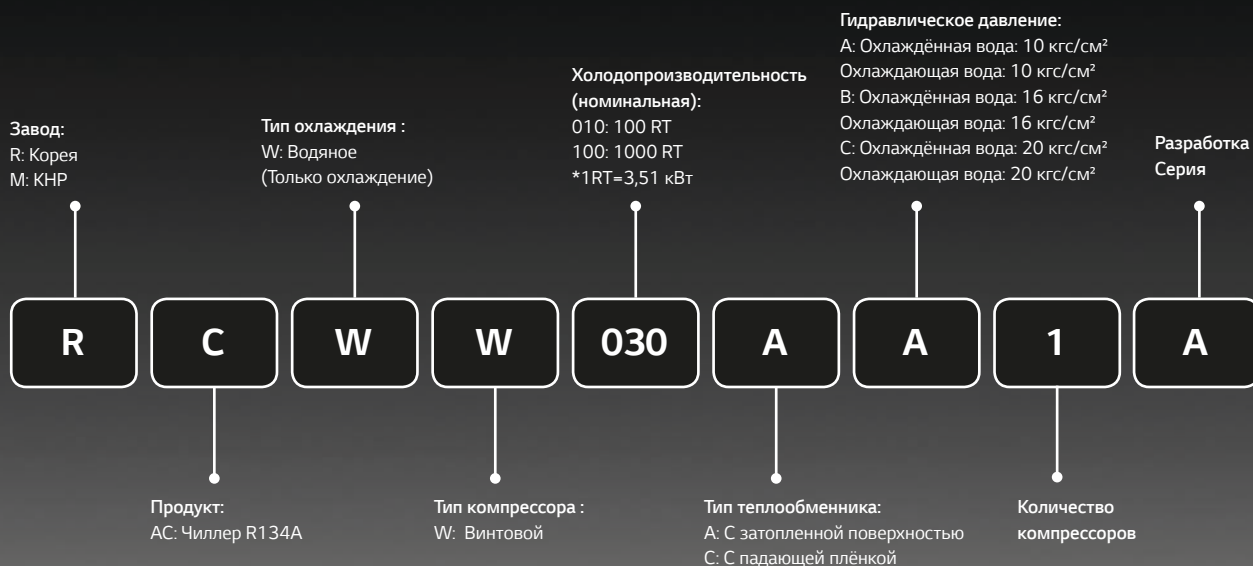 Завод:
R: Корея
M: КНР
Тип охлаждения :
W: Водяное
(Только охлаждение)
Холодопроизводительность
(номинальная):
010: 100 RT
100: 1000 RT
*1RT=3,51 кВт
Гидравлическое давление:
A: Охлаждённая вода: 10 кгс/см²
Охлаждающая вода: 10 кгс/см²
B: Охлаждённая вода: 16 кгс/см²
Охлаждающая вода: 16 кгс/см²
C: Охлаждённая вода: 20 кгс/см²
Охлаждающая вода: 20 кгс/см²
Разработка
Серия
R C W W 030 A A 1 A
Продукт:
AC: Чиллер R134A
Тип компрессора :
W: Винтовой
Тип теплообменника:
A: С затопленной поверхностью
C: С падающей плёнкой
Количество
компрессоров